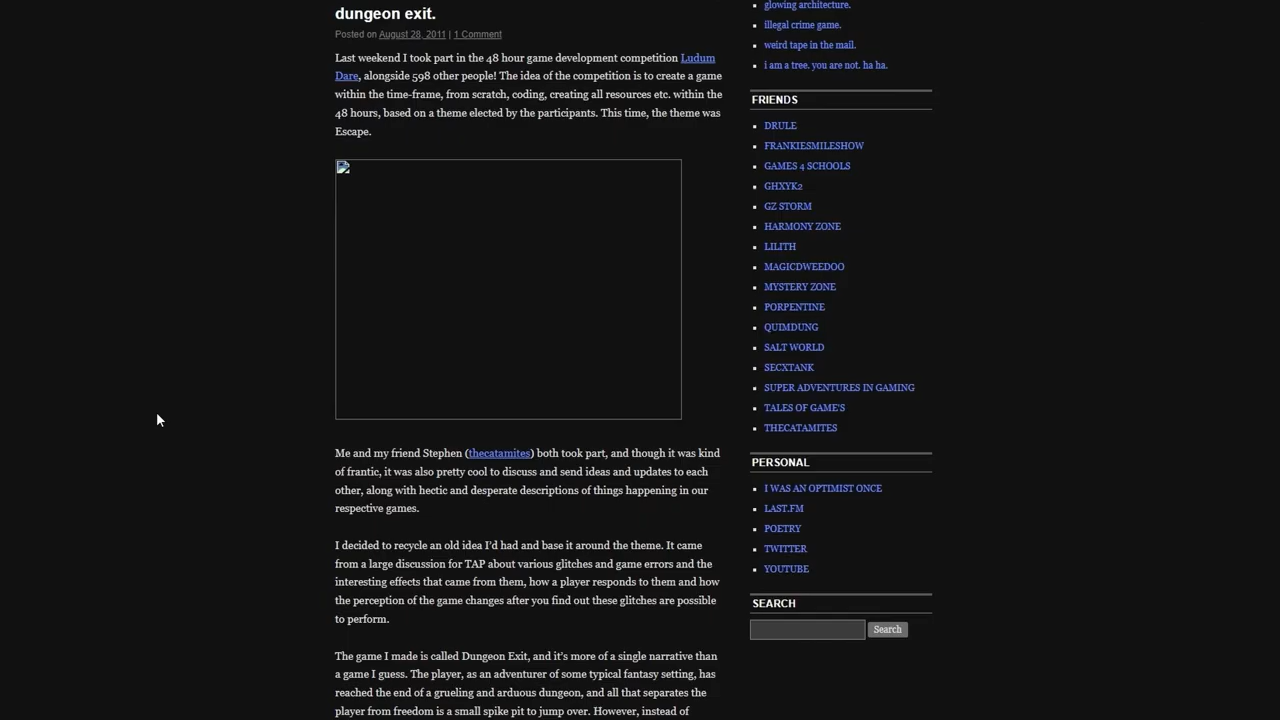 dungeon exit.
Posted on August 28, 2011 | 1 Comment
Last weekend I took part in the 48 hour game development competition Ludum
Dare, alongside 598 other people! The idea of the competition is to create a game
within the time-frame, from scratch, coding, creating all resources etc. within the
48 hours, based on a theme elected by the participants. This time, the theme was
Escape.
Me and my friend Stephen (thecatamites) both took part, and though it was kind
of frantic, it was also pretty cool to discuss and send ideas and updates to each
other, along with hectic and desperate descriptions of things happening in our
respective games.
I decided to recycle an old idea I'd had and base it around the theme. It came
from a large discussion for TAP about various glitches and game errors and the
interesting effects that came from them, how a player responds to them and how
the perception of the game changes after you find out these glitches are possible
to perform.
The game I made is called Dungeon Exit, and it's more of a single narrative than
a game I guess. The player, as an adventurer of some typical fantasy setting, has
reached the end of a grueling and arduous dungeon, and all that separates the
player from freedom is a small spike pit to jump over. However, instead of
glowing architecture.
illegal crime game.
weird tape in the mail.
i am a tree. you are not. ha ha.
FRIENDS
DRULE
FRANKIESMILESHOW
GAMES 4 SCHOOLS
GHXYK2
GZ STORM
HARMONY ZONE
LILITH
MAGICDWEEDOO
MYSTERY ZONE
PORPENTINE
QUIMDUNG
SALT WORLD
SECXTANK
SUPER ADVENTURES IN GAMING
TALES OF GAME'S
THECATAMITES
PERSONAL
I WAS AN OPTIMIST ONCE
LAST.FM
POETRY
TWITTER
YOUTUBE
SEARCH
Search